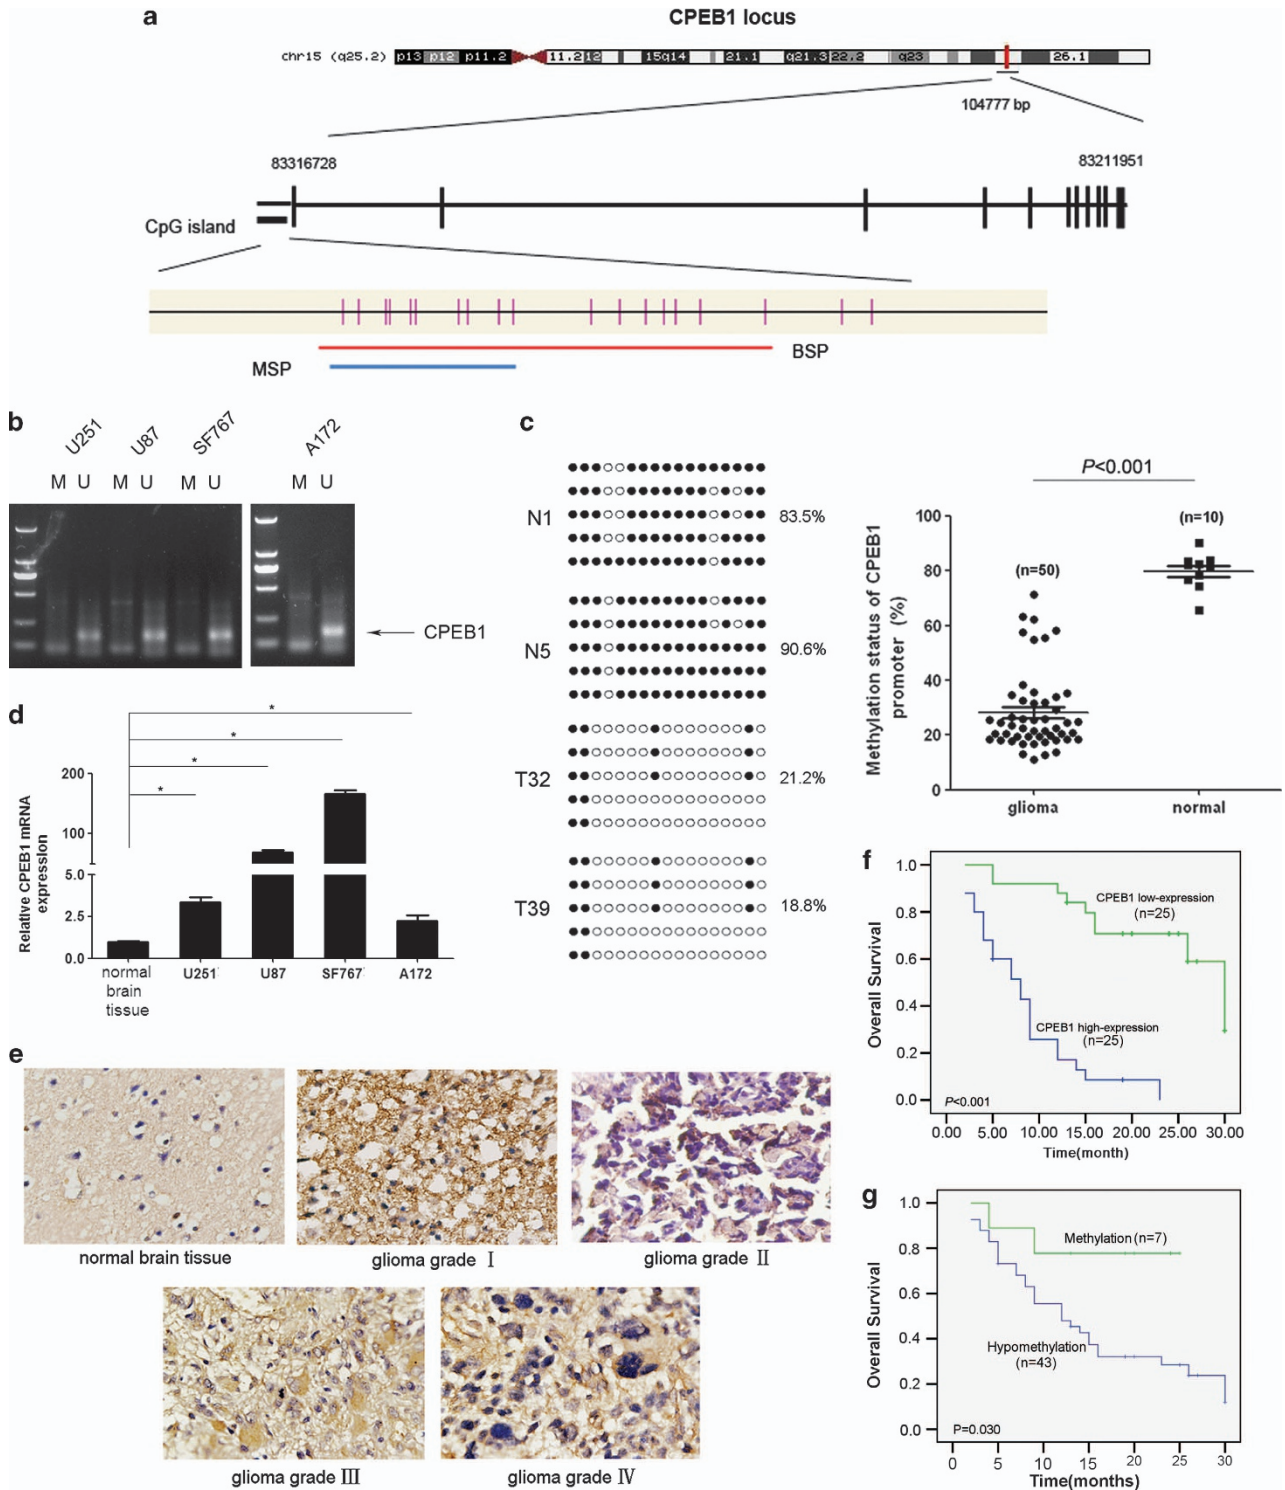 a
CPEB1 locus
chr15 (q25.2) p13 p12 p11.2 11.2 12 15q14 21.1 q21.3 22.2 q23 26.1
104777 bp
83316728
83211951
CpG island
BSP
MSP
b
U251 U87 SF767 A172
M U M U M U M U
CPEB1
c
N1 83.5%
N5 90.6%
T32 21.2%
T39 18.8%
P<0.001
Methylation status of CPEB1
promoter (%)
100
80
60
40
20
0
(n=50)
(n=10)
glioma normal
d
Relative CPEB1 mRNA
expression
200
100
5.0
2.5
0.0
* * * *
normal
brain
tissue
U251 U87 SF767 A172
e
normal brain tissue
glioma grade I
glioma grade II
glioma grade III
glioma grade IV
f
Overall Survival
1.0
0.8
0.6
0.4
0.2
0.0
CPEB1 low-expression
(n=25)
CPEB1 high-expression
(n=25)
P<0.001
0.00 5.00 10.00 15.00 20.00 25.00 30.00
Time(month)
g
Overall Survival
1.0
0.8
0.6
0.4
0.2
0.0
Methylation (n=7)
Hypomethylation
(n=43)
P=0.030
0 5 10 15 20 25 30
Time(months)